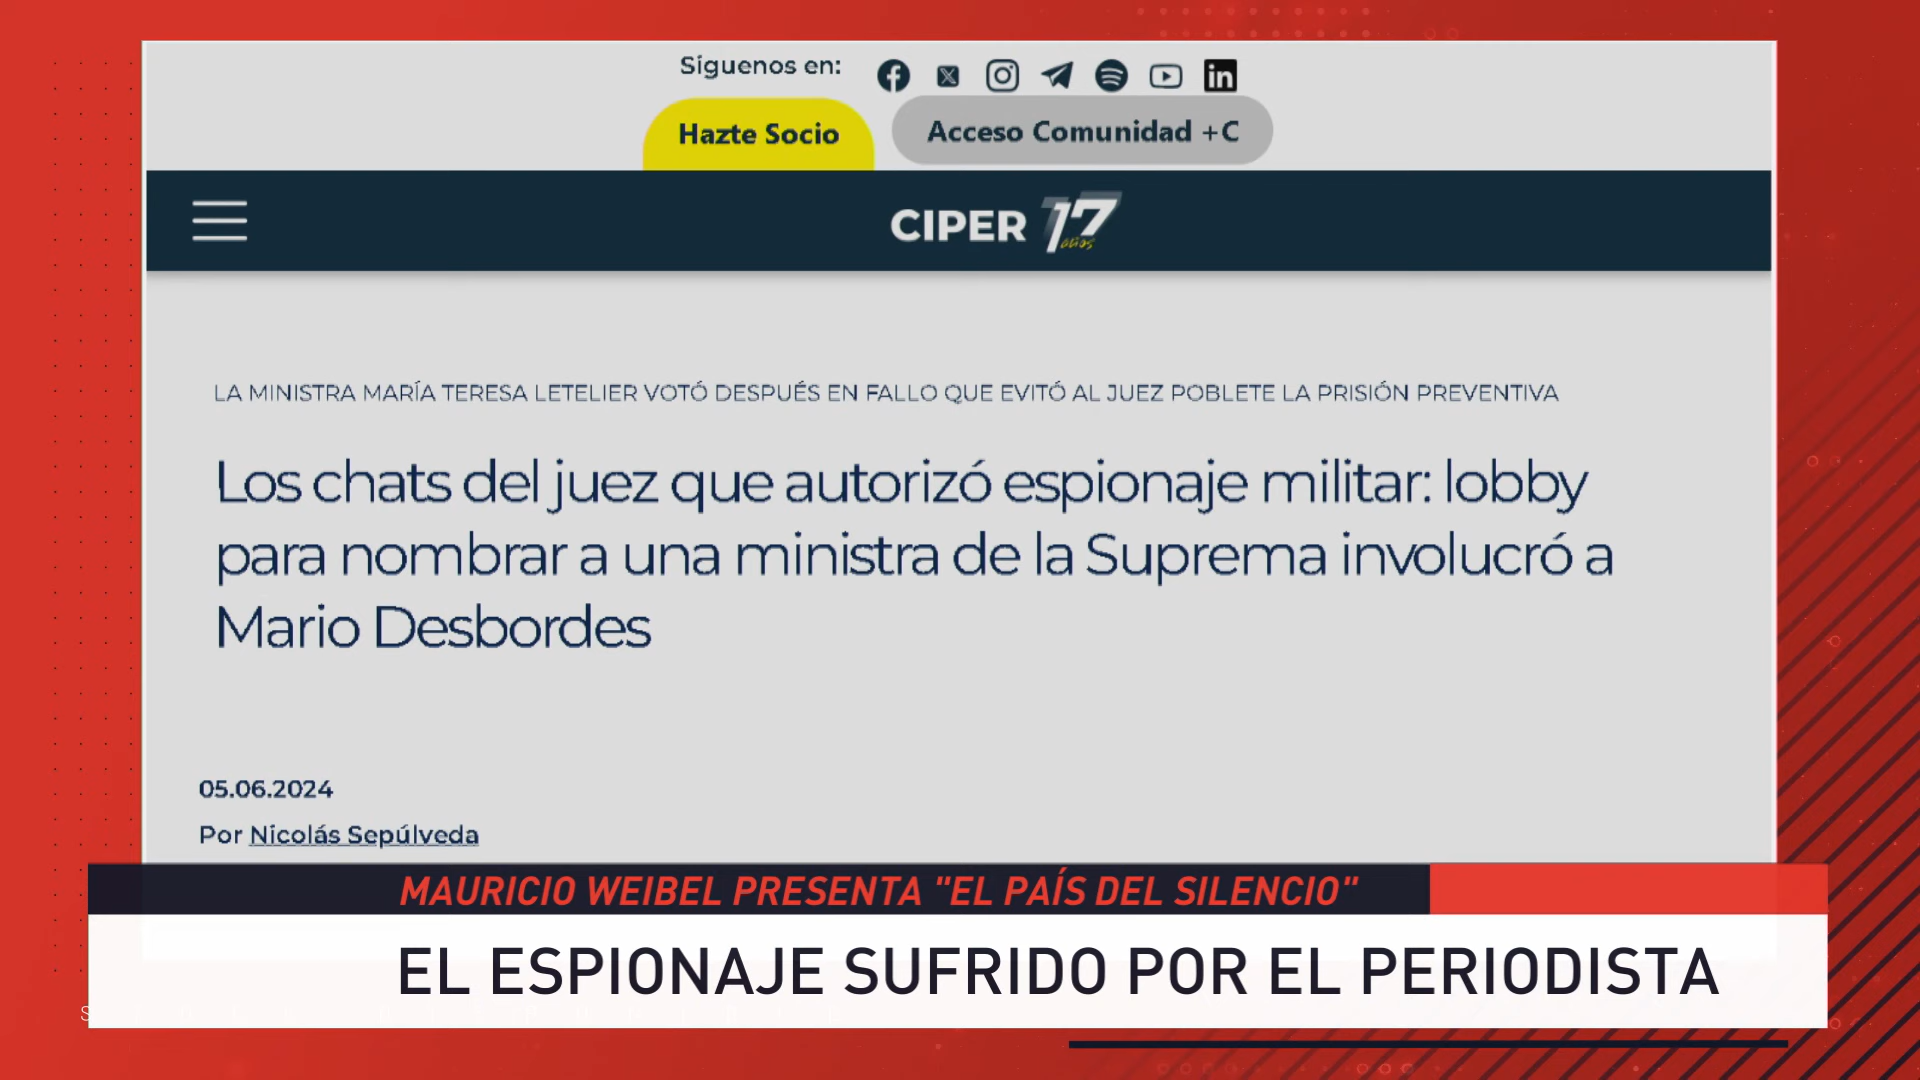 Síguenos en:
Hazte Socio
Acceso Comunidad +C
CIPER 17 años
LA MINISTRA MARÍA TERESA LETELIER VOTÓ DESPUÉS EN FALLO QUE EVITÓ AL JUEZ POBLETE LA PRISIÓN PREVENTIVA
Los chats del juez que autorizó espionaje militar: lobby
para nombrar a una ministra de la Suprema involucró a
Mario Desbordes
05.06.2024
Por Nicolás Sepúlveda
MAURICIO WEIBEL PRESENTA "EL PAÍS DEL SILENCIO"
EL ESPIONAJE SUFRIDO POR EL PERIODISTA